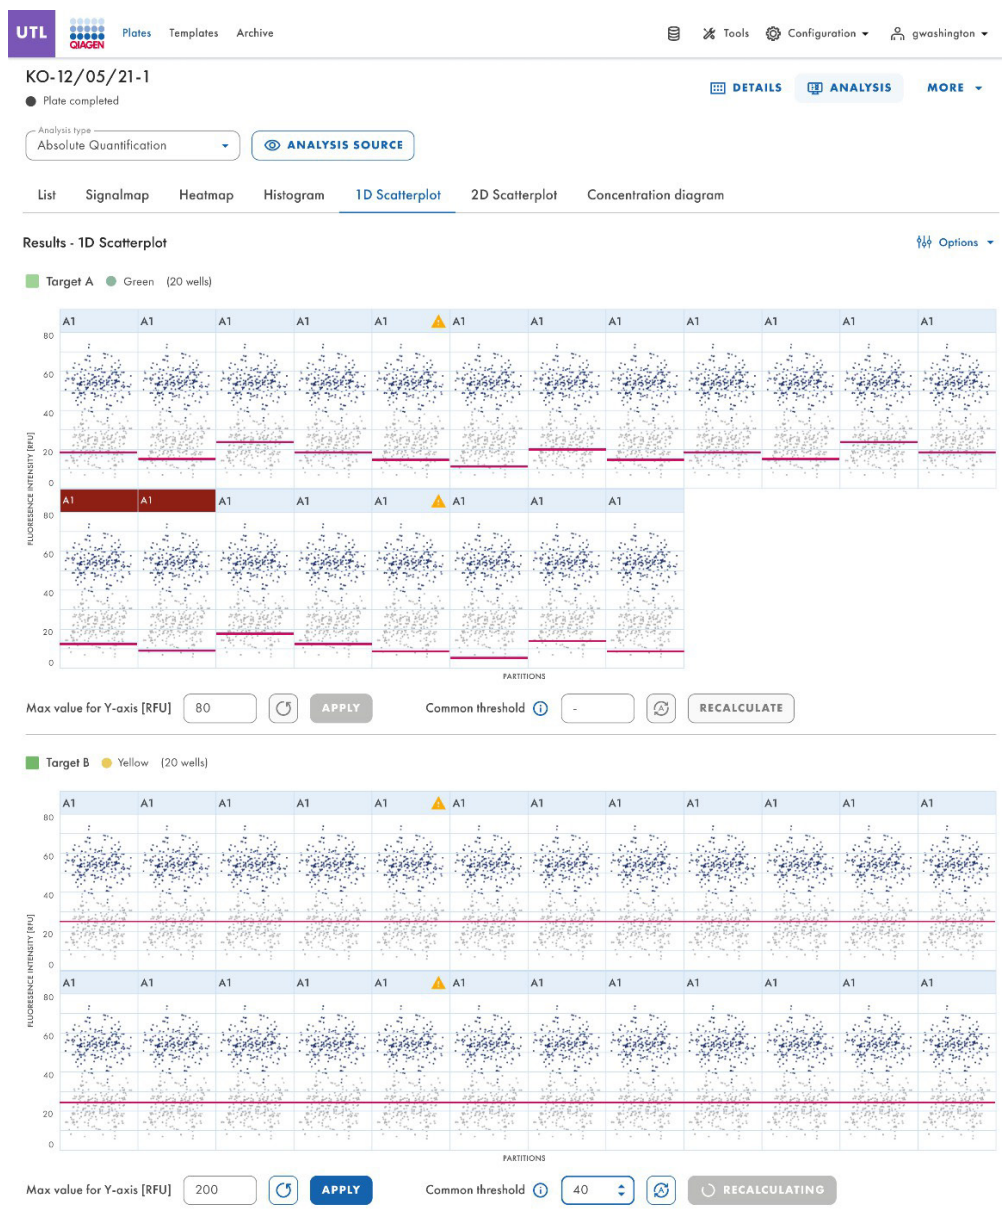 UTL QIAGEN Plates Templates Archive Tools Configuration gwashington
KO-12/05/21-1
Plate completed
DETAILS ANALYSIS MORE
Analysis type
Absolute Quantification
ANALYSIS SOURCE
List Signalmap Heatmap Histogram 1D Scatterplot 2D Scatterplot Concentration diagram
Results - 1D Scatterplot
Options
Target A Green (20 wells)
A1 A1 A1 A1 A1 A1 A1 A1 A1 A1 A1 A1
80
60
40
20
0
FLUORESENCE INTENSITY [RFU]
A1 A1 A1 A1 A1 A1 A1 A1
80
60
40
20
0
PARTITIONS
Max value for Y-axis [RFU] 80 APPLY Common threshold - A RECALCULATE
Target B Yellow (20 wells)
A1 A1 A1 A1 A1 A1 A1 A1 A1 A1 A1 A1
80
60
40
20
0
FLUORESENCE INTENSITY [RFU]
A1 A1 A1 A1 A1 A1 A1 A1 A1 A1 A1 A1
80
60
40
20
0
PARTITIONS
Max value for Y-axis [RFU] 200 APPLY Common threshold 40 A RECALCULATING